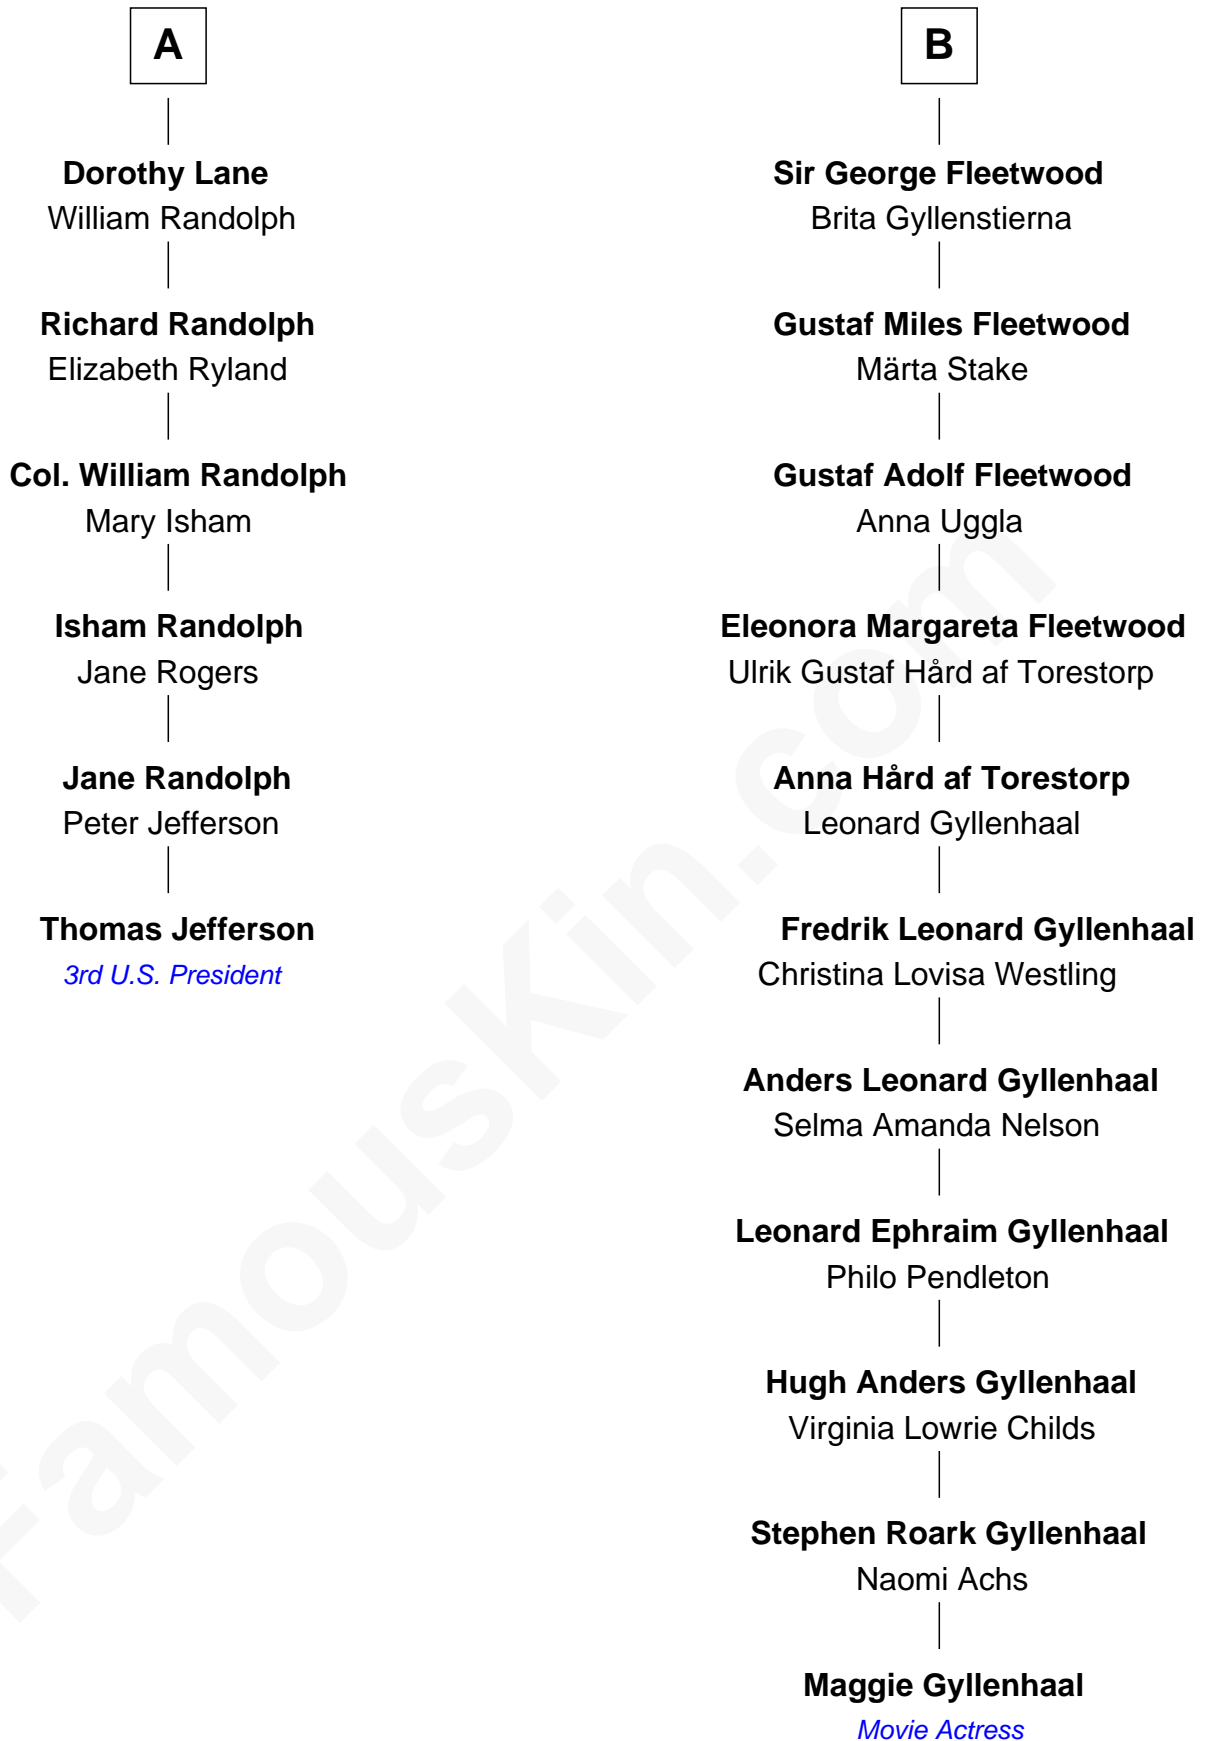 A
Dorothy Lane
William Randolph
Richard Randolph
Elizabeth Ryland
Col. William Randolph
Mary Isham
Isham Randolph
Jane Rogers
Jane Randolph
Peter Jefferson
Thomas Jefferson
3rd U.S. President
B
Sir George Fleetwood
Brita Gyllenstierna
Gustaf Miles Fleetwood
Märta Stake
Gustaf Adolf Fleetwood
Anna Uggla
Eleonora Margareta Fleetwood
Ulrik Gustaf Hård af Torestorp
Anna Hård af Torestorp
Leonard Gyllenhaal
Fredrik Leonard Gyllenhaal
Christina Lovisa Westling
Anders Leonard Gyllenhaal
Selma Amanda Nelson
Leonard Ephraim Gyllenhaal
Philo Pendleton
Hugh Anders Gyllenhaal
Virginia Lowrie Childs
Stephen Roark Gyllenhaal
Naomi Achs
Maggie Gyllenhaal
Movie Actress
FamousKin.com